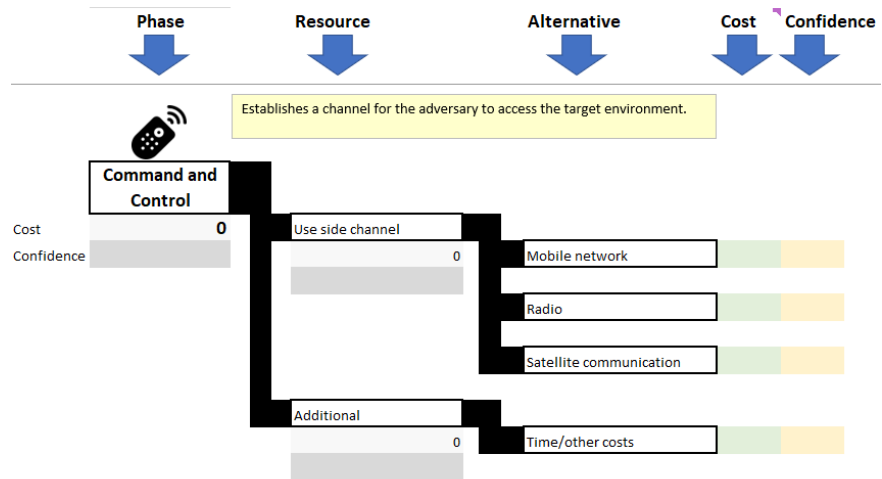 Phase Resource Alternative Cost Confidence
Establishes a channel for the adversary to access the target environment.
Command and
Control
Cost 0 Use side channel
Confidence 0 Mobile network
Radio
Satellite communication
Additional
0 Time/other costs